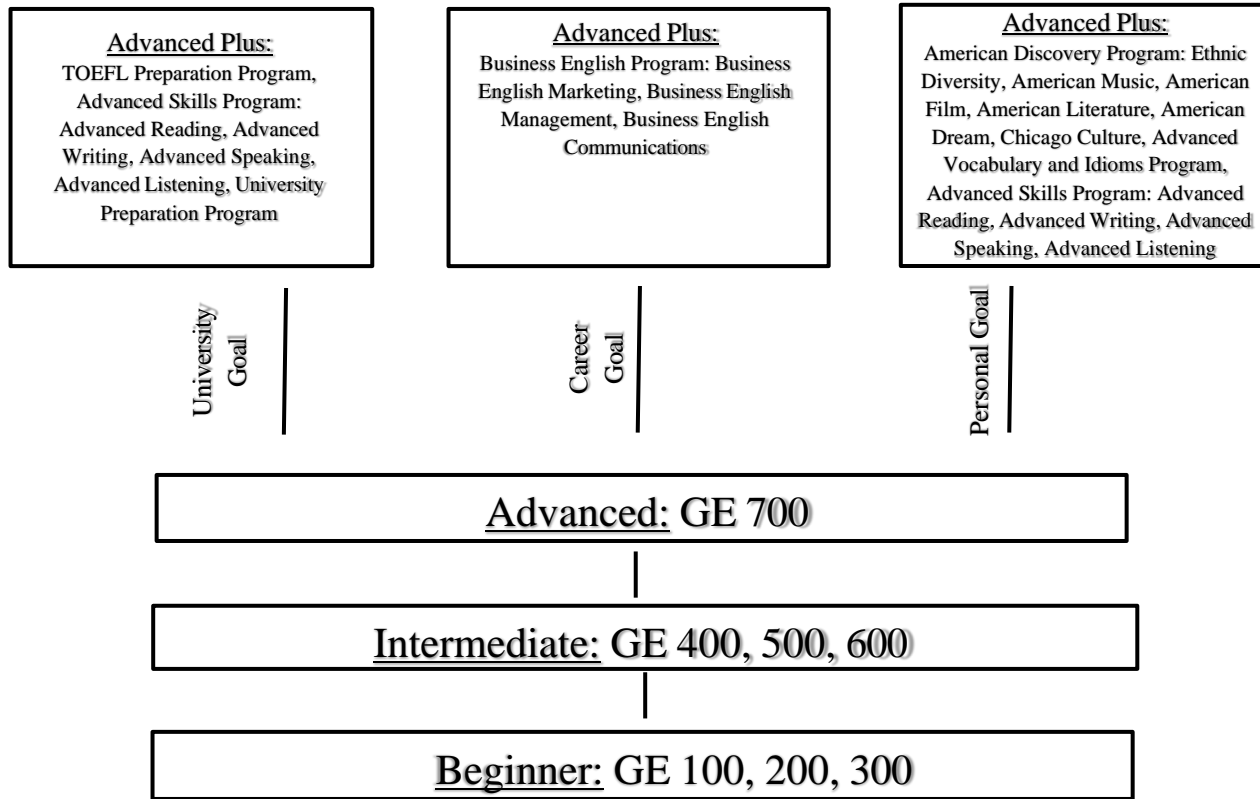 Advanced Plus:
TOEFL Preparation Program,
Advanced Skills Program:
Advanced Reading, Advanced
Writing, Advanced Speaking,
Advanced Listening, University
Preparation Program
Advanced Plus:
Business English Program: Business
English Marketing, Business English
Management, Business English
Communications
Advanced Plus:
American Discovery Program: Ethnic
Diversity, American Music, American
Film, American Literature, American
Dream, Chicago Culture, Advanced
Vocabulary and Idioms Program,
Advanced Skills Program: Advanced
Reading, Advanced Writing, Advanced
Speaking, Advanced Listening
University
Goal
Career
Goal
Personal Goal
Advanced: GE 700
Intermediate: GE 400, 500, 600
Beginner: GE 100, 200, 300